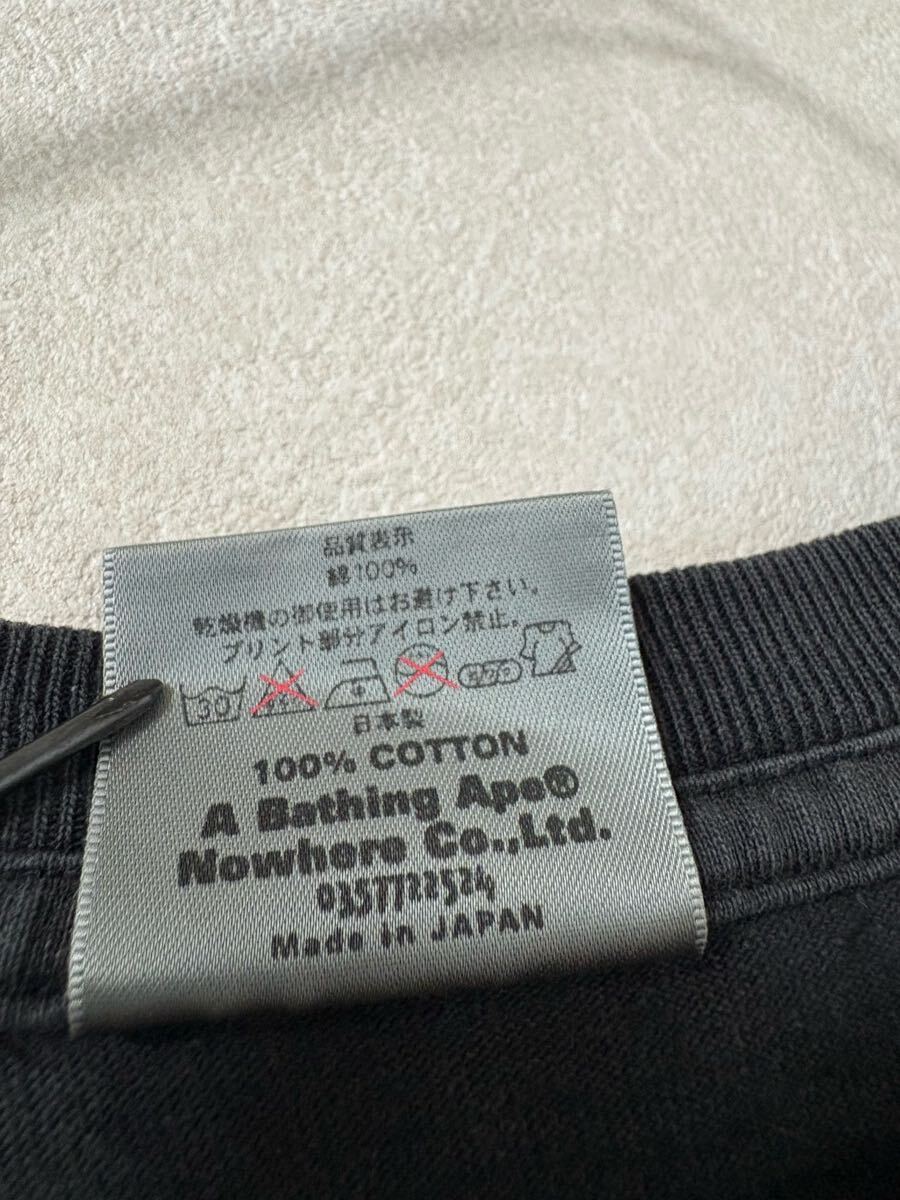 品質表示
綿100%
乾燥機の御使用はお避け下さい。
プリント部分アイロン禁止。
30 中
日本製
100% COTTON
A Bathing Ape®
Nowhere Co.,Ltd.
0357722524
Made in JAPAN